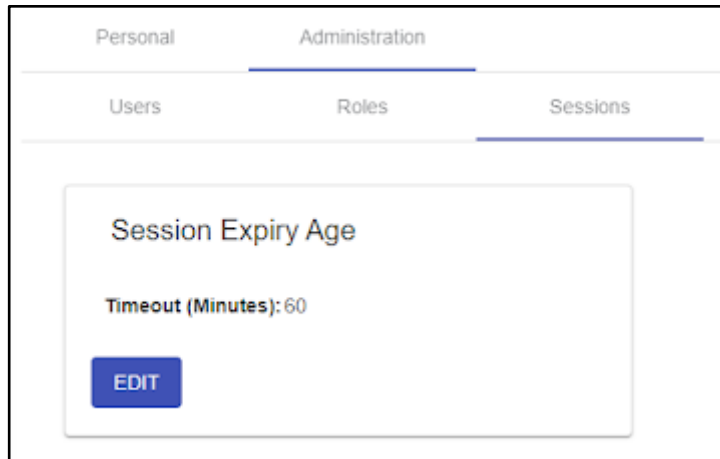 Personal Administration
Users Roles Sessions
Session Expiry Age
Timeout (Minutes): 60
EDIT